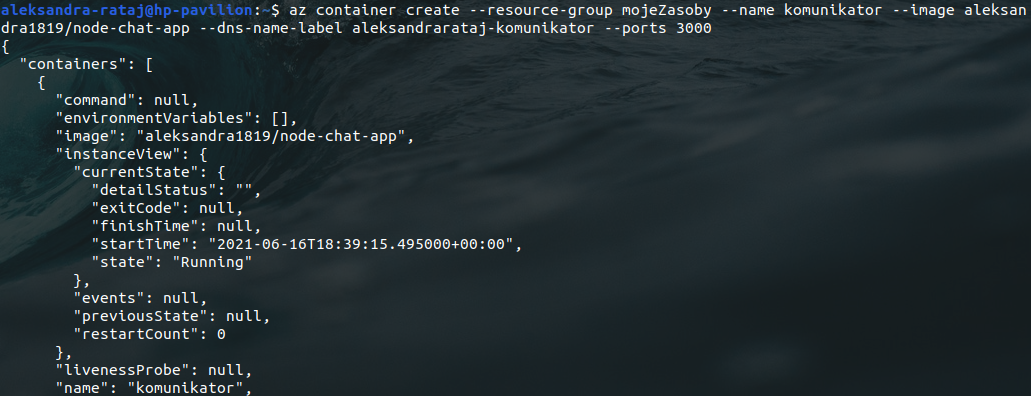 aleksandra-rataj@hp-pavilion:~$ az container create --resource-group mojeZasoby --name komunikator --image aleksan
dra1819/node-chat-app --dns-name-label aleksandrarataj-komunikator --ports 3000
{
  "containers": [
    {
      "command": null,
      "environmentVariables": [],
      "image": "aleksandra1819/node-chat-app",
      "instanceView": {
        "currentState": {
          "detailStatus": "",
          "exitCode": null,
          "finishTime": null,
          "startTime": "2021-06-16T18:39:15.495000+00:00",
          "state": "Running"
        },
        "events": null,
        "previousState": null,
        "restartCount": 0
      },
      "livenessProbe": null,
      "name": "komunikator",